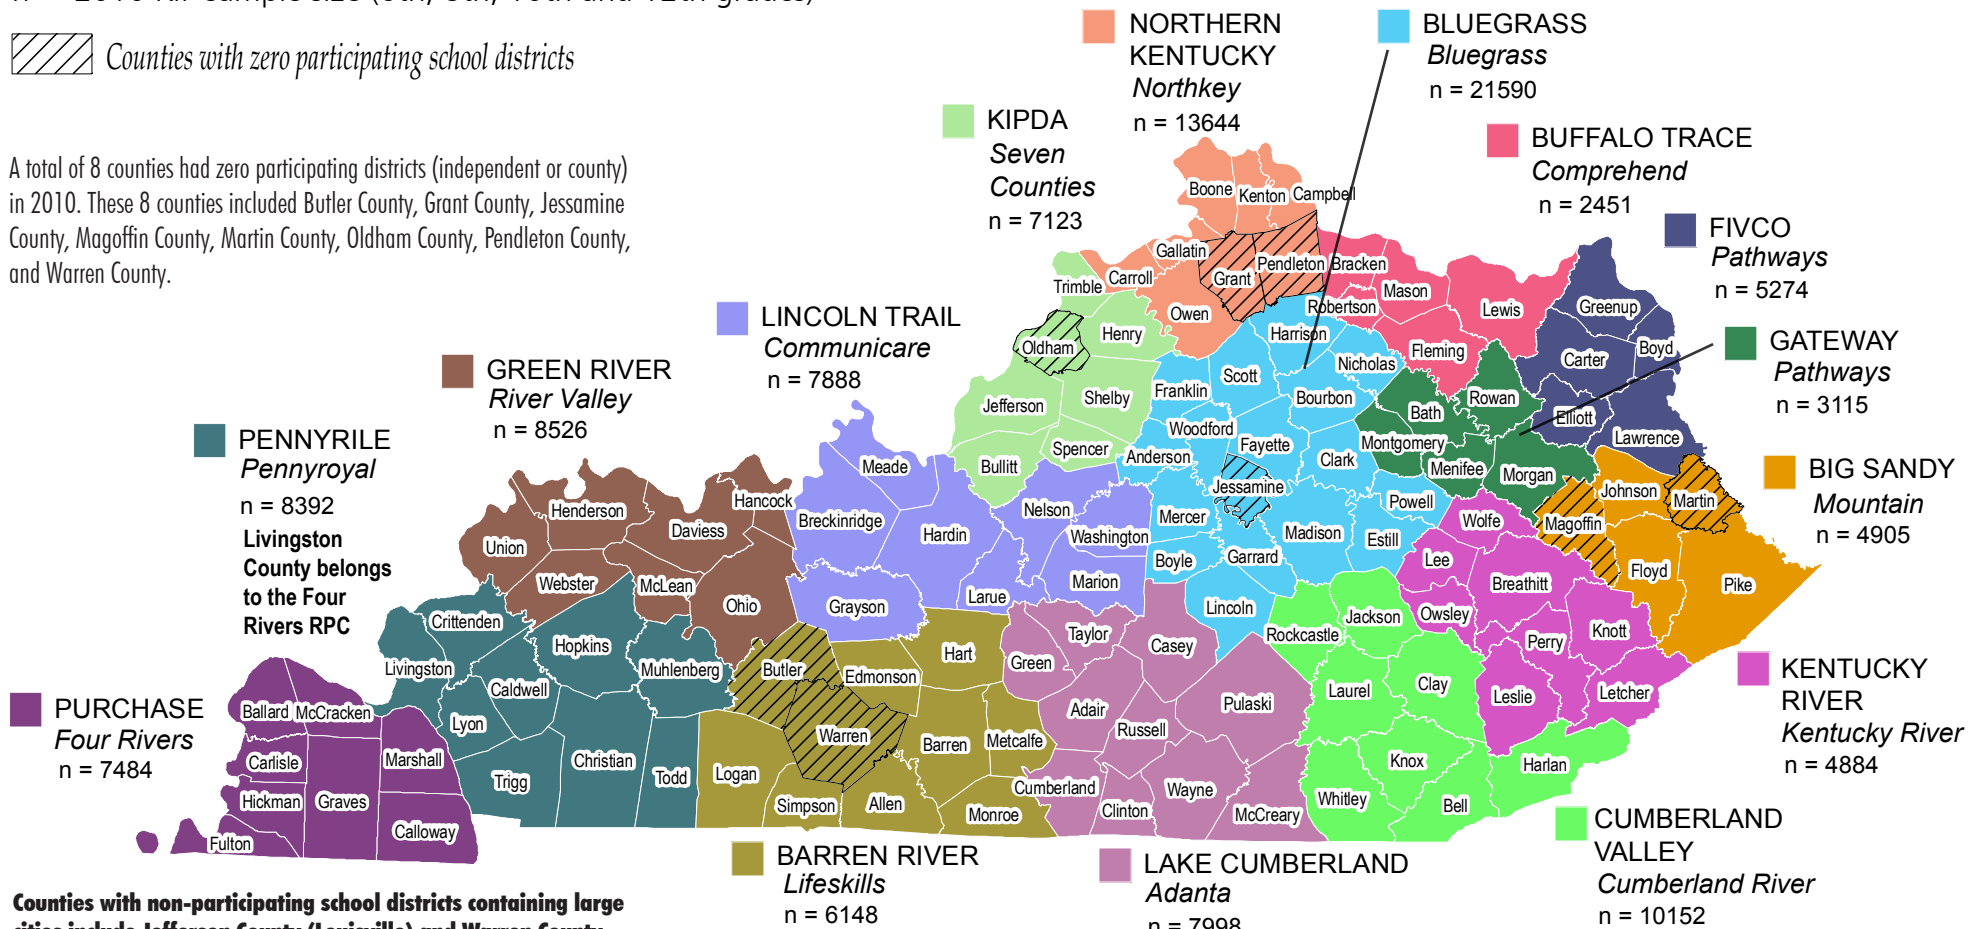 Counties with zero participating school districts
A total of 8 counties had zero participating districts (independent or county)
in 2010. These 8 counties included Butler County, Grant County, Jessamine
County, Magoffin County, Martin County, Oldham County, Pendleton County,
and Warren County.
NORTHERN
KENTUCKY
Northkey
n = 13644
BLUEGRASS
Bluegrass
n = 21590
KIPDA
Seven
Counties
n = 7123
BUFFALO TRACE
Comprehend
n = 2451
FIVCO
Pathways
n = 5274
LINCOLN TRAIL
Communicare
n = 7888
GATEWAY
Pathways
n = 3115
GREEN RIVER
River Valley
n = 8526
PENNYRILE
Pennyroyal
n = 8392
Livingston
County belongs
to the Four
Rivers RPC
BIG SANDY
Mountain
n = 4905
PURCHASE
Four Rivers
n = 7484
KENTUCKY
RIVER
Kentucky River
n = 4884
CUMBERLAND
VALLEY
Cumberland River
n = 10152
BARREN RIVER
Lifeskills
n = 6148
LAKE CUMBERLAND
Adanta
n = 7998
Boone
Kenton
Campbell
Gallatin
Carroll
Grant
Pendleton
Owen
Trimble
Henry
Oldham
Jefferson
Shelby
Spencer
Bullitt
Bracken
Robertson
Mason
Lewis
Fleming
Greenup
Carter
Boyd
Elliott
Lawrence
Rowan
Bath
Montgomery
Menifee
Morgan
Harrison
Nicholas
Scott
Franklin
Bourbon
Woodford
Fayette
Anderson
Clark
Jessamine
Powell
Mercer
Madison
Estill
Boyle
Garrard
Lincoln
Johnson
Martin
Magoffin
Floyd
Pike
Wolfe
Lee
Breathitt
Owsley
Perry
Knott
Leslie
Letcher
Rockcastle
Jackson
Laurel
Clay
Knox
Harlan
Whitley
Bell
Meade
Breckinridge
Hardin
Nelson
Washington
Marion
Larue
Grayson
Hancock
Henderson
Daviess
Union
Webster
McLean
Ohio
Crittenden
Livingston
Hopkins
Muhlenberg
Caldwell
Lyon
Trigg
Christian
Todd
Butler
Edmonson
Hart
Warren
Barren
Metcalfe
Logan
Simpson
Allen
Monroe
Green
Taylor
Casey
Adair
Russell
Pulaski
Cumberland
Clinton
Wayne
McCreary
Ballard
McCracken
Carlisle
Marshall
Hickman
Graves
Calloway
Fulton
Counties with non-participating school districts containing large
cities include Jefferson County (Louisville) and Warren County